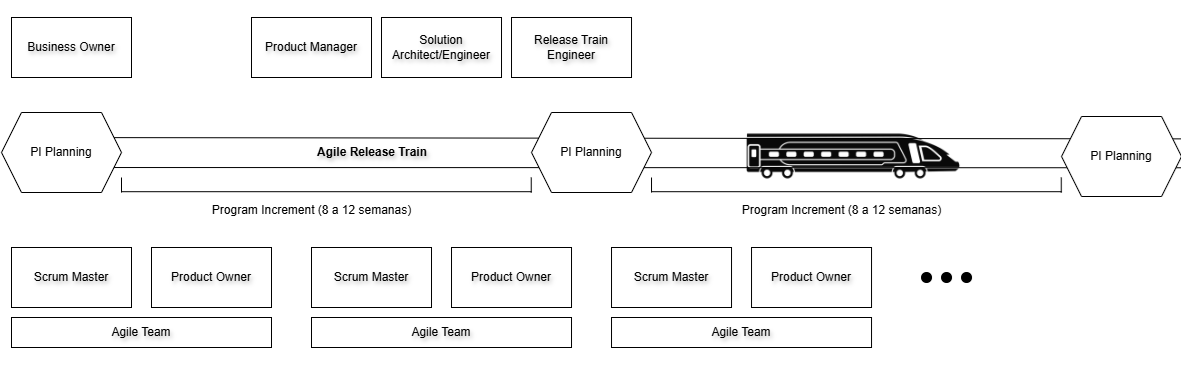 Business Owner
Product Manager
Solution
Architect/Engineer
Release Train
Engineer
PI Planning
Agile Release Train
PI Planning
PI Planning
Program Increment (8 a 12 semanas)
Program Increment (8 a 12 semanas)
Scrum Master
Product Owner
Scrum Master
Product Owner
Scrum Master
Product Owner
Agile Team
Agile Team
Agile Team